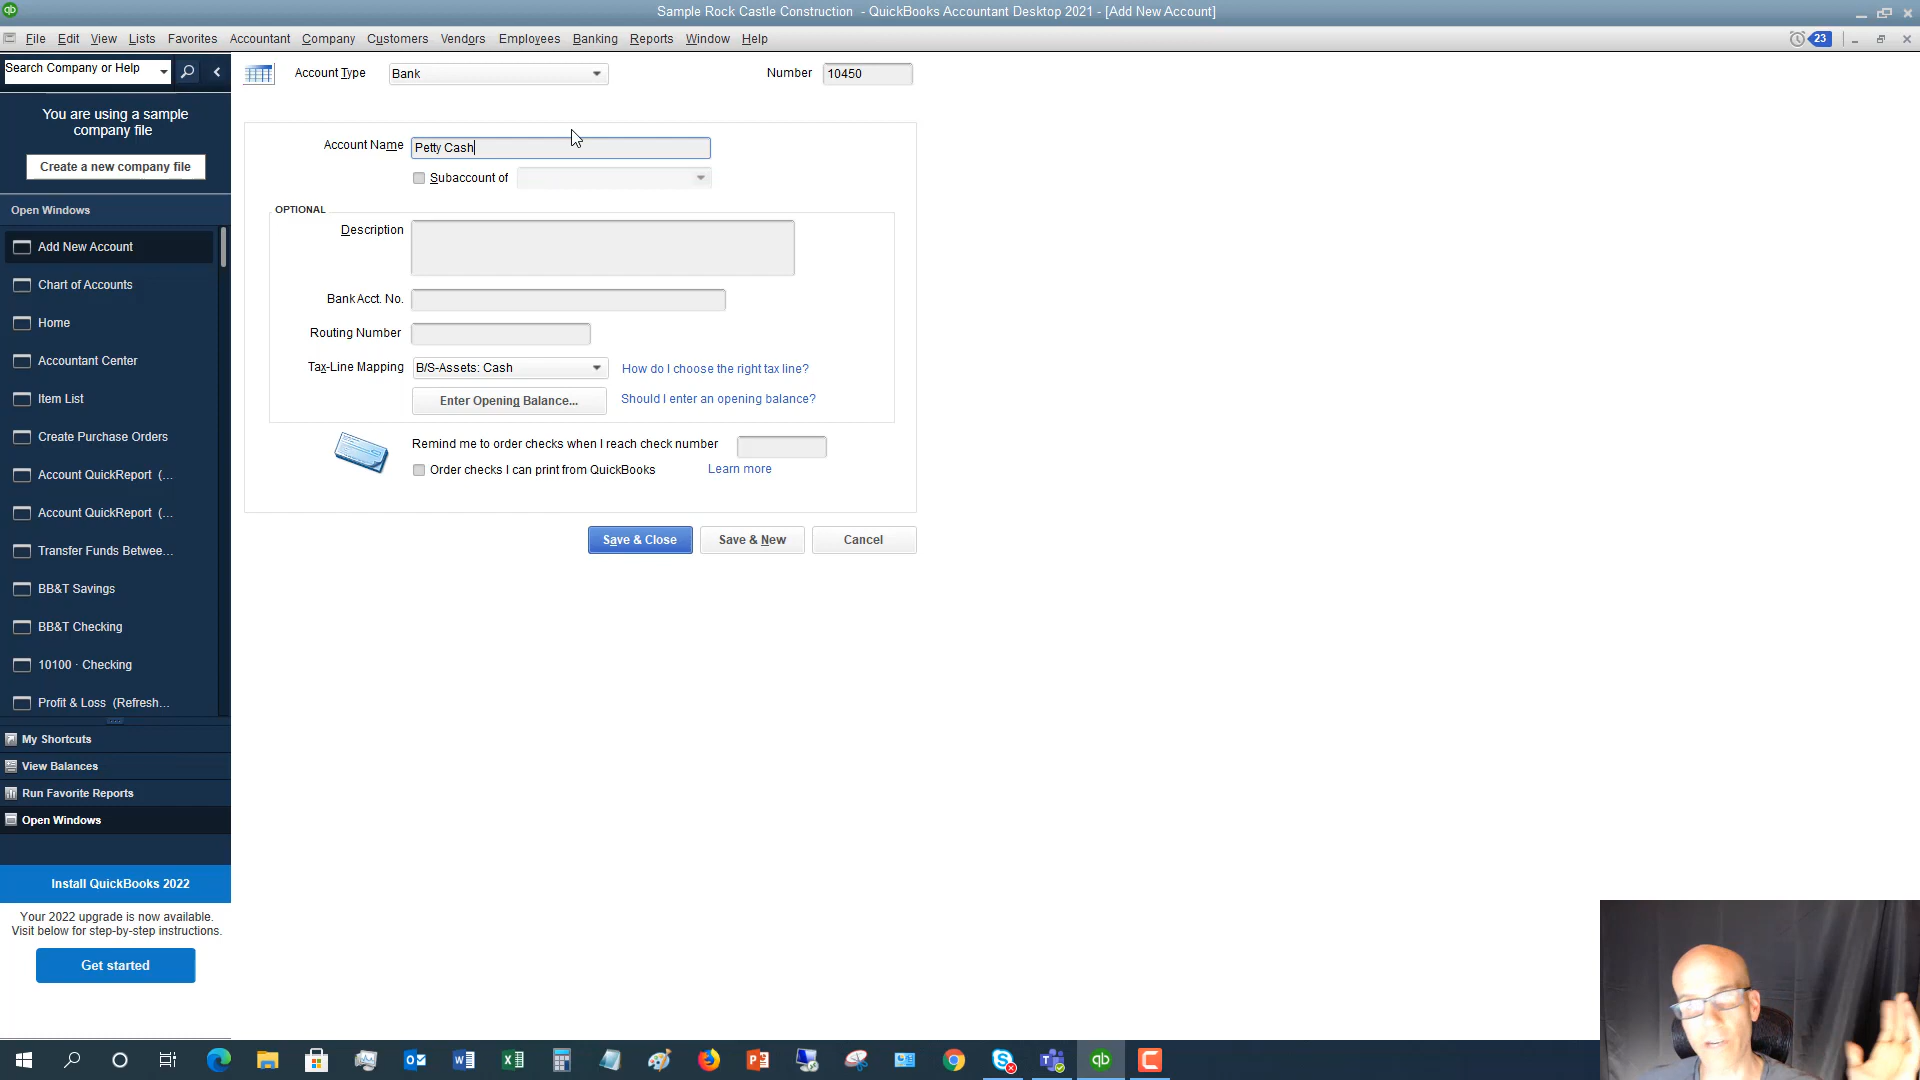 Sample Rock Castle Construction - QuickBooks Accountant Desktop 2021 - [Add New Account]
File Edit View Lists Favorites Accountant Company Customers Vendors Employees Banking Reports Window Help
23
Search Company or Help
You are using a sample
company file
Create a new company file
Open Windows
Add New Account
Chart of Accounts
Home
Accountant Center
Item List
Create Purchase Orders
Account QuickReport (...
Account QuickReport (...
Transfer Funds Betwee...
BB&T Savings
BB&T Checking
10100 · Checking
Profit & Loss (Refresh...
My Shortcuts
View Balances
Run Favorite Reports
Open Windows
Install QuickBooks 2022
Your 2022 upgrade is now available.
Visit below for step-by-step instructions.
Get started
Account Type Bank Number 10450
Account Name Petty Cash
Subaccount of
OPTIONAL
Description
Bank Acct. No.
Routing Number
Tax-Line Mapping B/S-Assets: Cash How do I choose the right tax line?
Enter Opening Balance... Should I enter an opening balance?
Remind me to order checks when I reach check number
Order checks I can print from QuickBooks Learn more
Save & Close Save & New Cancel